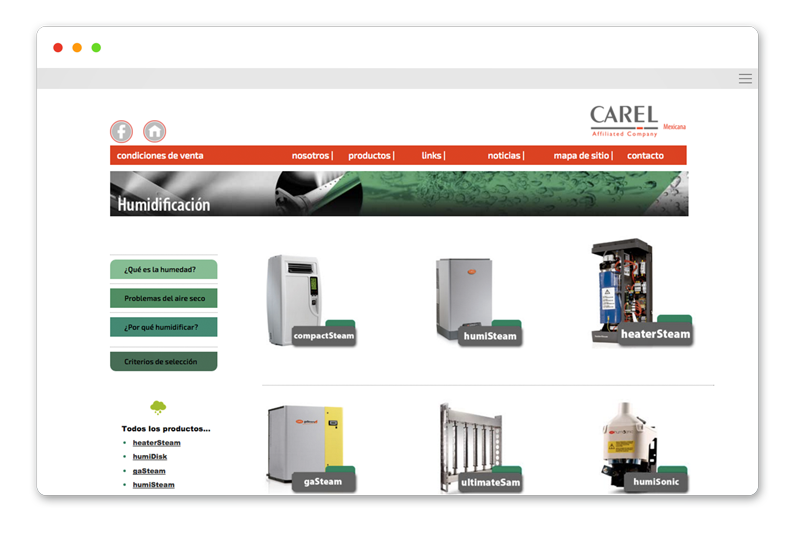 CAREL
Affiliated Company
Mexicana
condiciones de venta nosotros | productos | links | noticias | mapa de sitio | contacto
Humidificación
¿Qué es la humedad?
Problemas del aire seco
¿Por qué humidificar?
Criterios de selección
compactSteam
humiSteam
heaterSteam
gaSteam
ultimateSam
humiSonic
Todos los productos...
heaterSteam
humiDisk
gaSteam
humiSteam